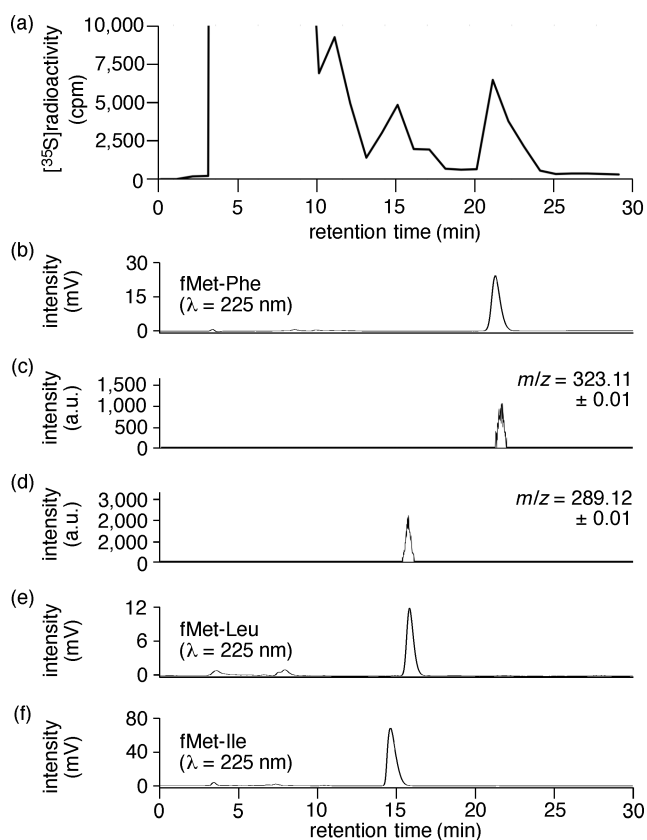 (a)
10,000
7,500
5,000
2,500
0
[35S]radioactivity
(cpm)
0 5 10 15 20 25 30
retention time (min)
(b)
30
15
0
intensity
(mV)
fMet-Phe
(λ = 225 nm)
(c)
1,500
1,000
500
0
intensity
(a.u.)
m/z = 323.11
± 0.01
(d)
3,000
2,000
2,000
0
intensity
(a.u.)
m/z = 289.12
± 0.01
(e)
12
6
0
intensity
(mV)
fMet-Leu
(λ = 225 nm)
(f)
80
40
0
intensity
(mV)
fMet-Ile
(λ = 225 nm)
0 5 10 15 20 25 30
retention time (min)